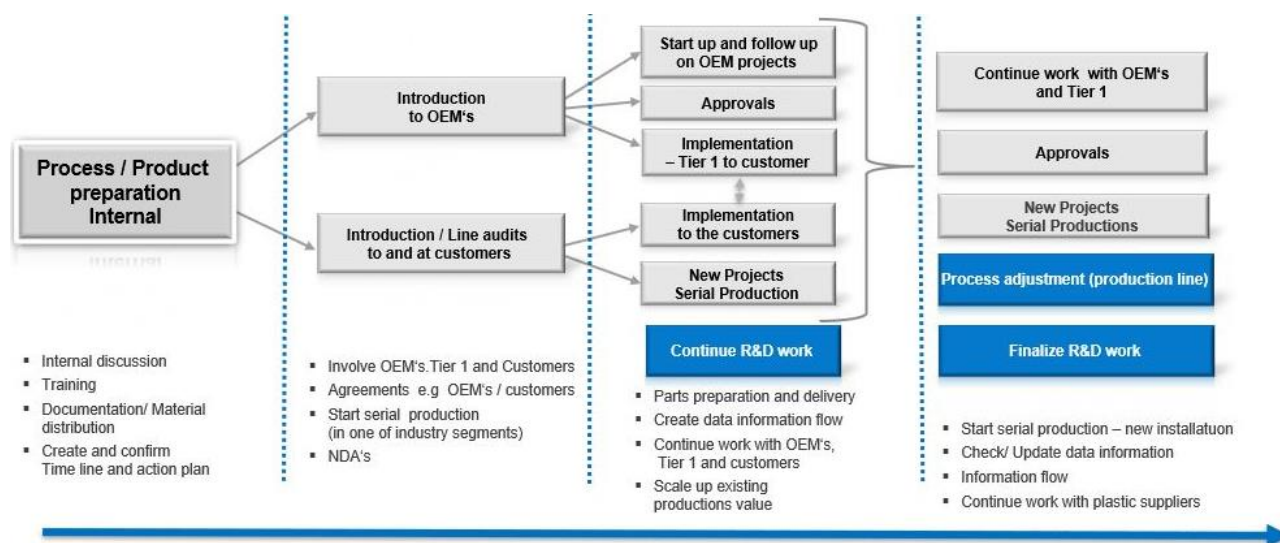 Process / Product
preparation
Internal
Internal discussion
Training
Documentation/ Material
distribution
Create and confirm
Time line and action plan
Introduction
to OEM‘s
Introduction / Line audits
to and at customers
Involve OEM's.Tier 1 and Customers
Agreements e.g OEM's / customers
Start serial production
(in one of industry segments)
NDA's
Start up and follow up
on OEM projects
Approvals
Implementation
– Tier 1 to customer
Implementation
to the customers
New Projects
Serial Production
Continue R&D work
Parts preparation and delivery
Create data information flow
Continue work with OEM's,
Tier 1 and customers
Scale up existing
productions value
Continue work with OEM‘s
and Tier 1
Approvals
New Projects
Serial Productions
Process adjustment (production line)
Finalize R&D work
Start serial production – new installatuon
Check/ Update data information
Information flow
Continue work with plastic suppliers